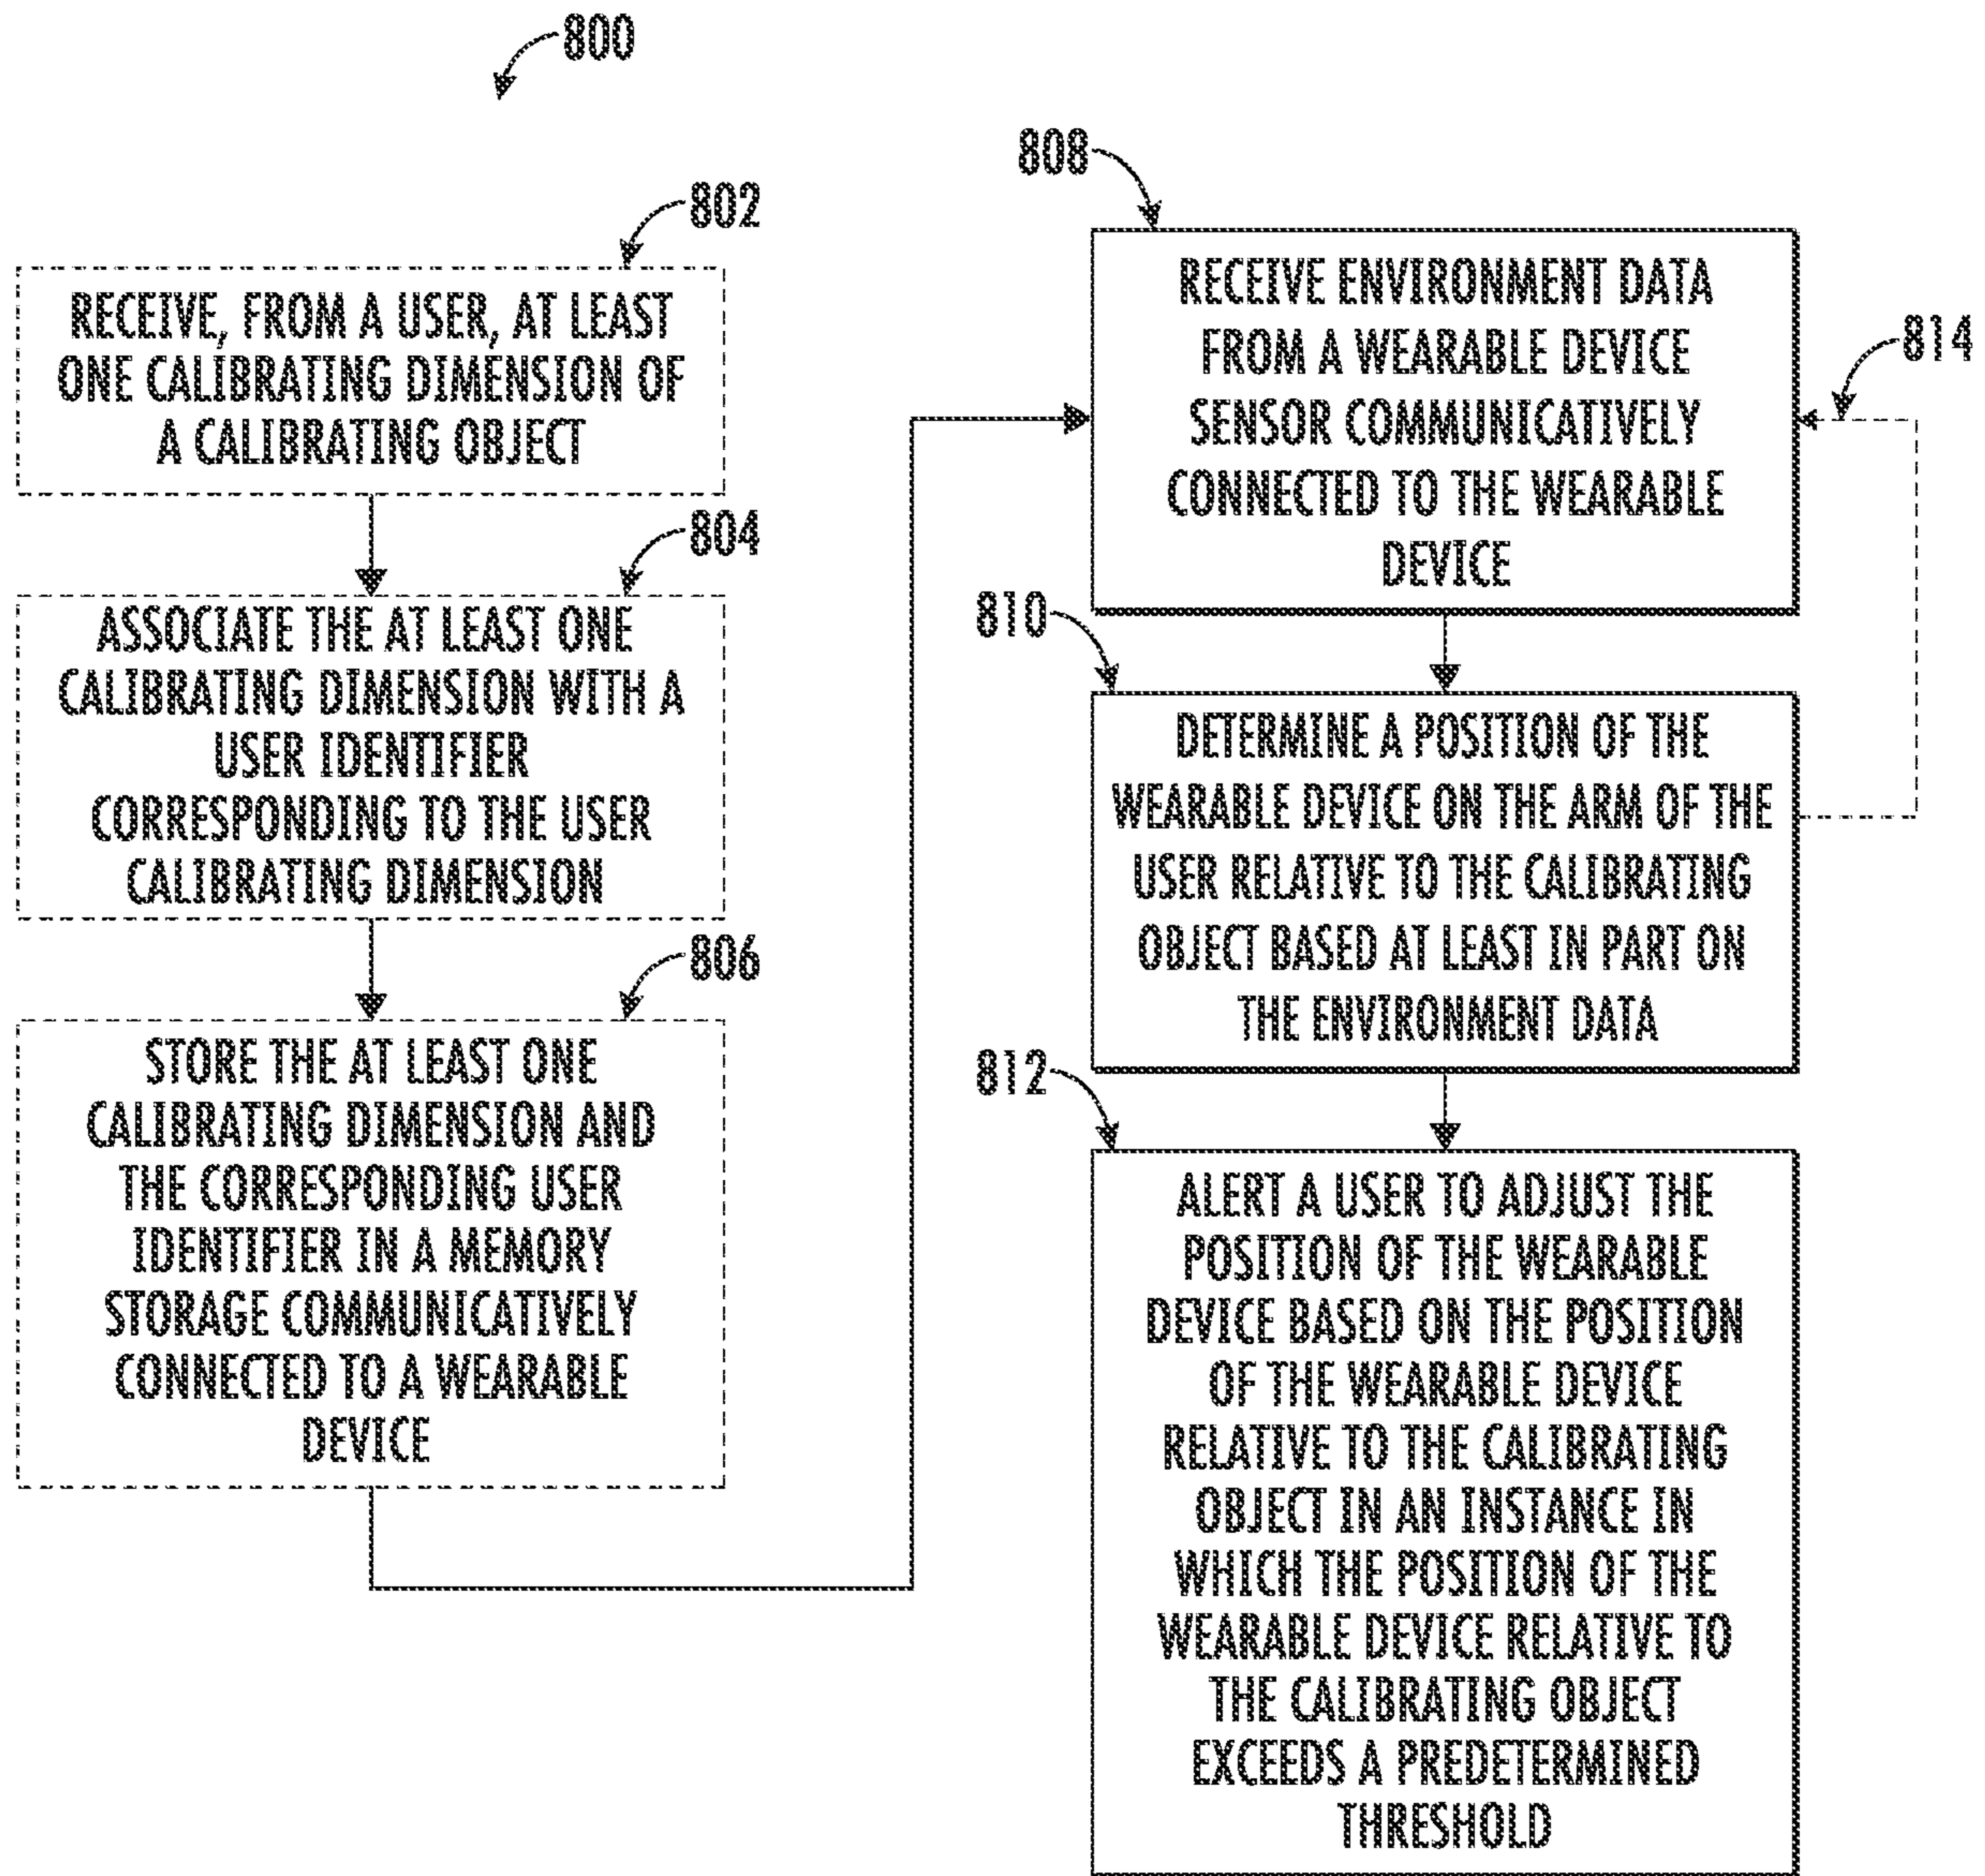 800
802
RECEIVE, FROM A USER, AT LEAST
ONE CALIBRATING DIMENSION OF
A CALIBRATING OBJECT
804
ASSOCIATE THE AT LEAST ONE
CALIBRATING DIMENSION WITH A
USER IDENTIFIER
CORRESPONDING TO THE USER
CALIBRATING DIMENSION
806
STORE THE AT LEAST ONE
CALIBRATING DIMENSION AND
THE CORRESPONDING USER
IDENTIFIER IN A MEMORY
STORAGE COMMUNICATIVELY
CONNECTED TO A WEARABLE
DEVICE
808
RECEIVE ENVIRONMENT DATA
FROM A WEARABLE DEVICE
SENSOR COMMUNICATIVELY
CONNECTED TO THE WEARABLE
DEVICE
814
810
DETERMINE A POSITION OF THE
WEARABLE DEVICE ON THE ARM OF THE
USER RELATIVE TO THE CALIBRATING
OBJECT BASED AT LEAST IN PART ON
THE ENVIRONMENT DATA
812
ALERT A USER TO ADJUST THE
POSITION OF THE WEARABLE
DEVICE BASED ON THE POSITION
OF THE WEARABLE DEVICE
RELATIVE TO THE CALIBRATING
OBJECT IN AN INSTANCE IN
WHICH THE POSITION OF THE
WEARABLE DEVICE RELATIVE TO
THE CALIBRATING OBJECT
EXCEEDS A PREDETERMINED
THRESHOLD